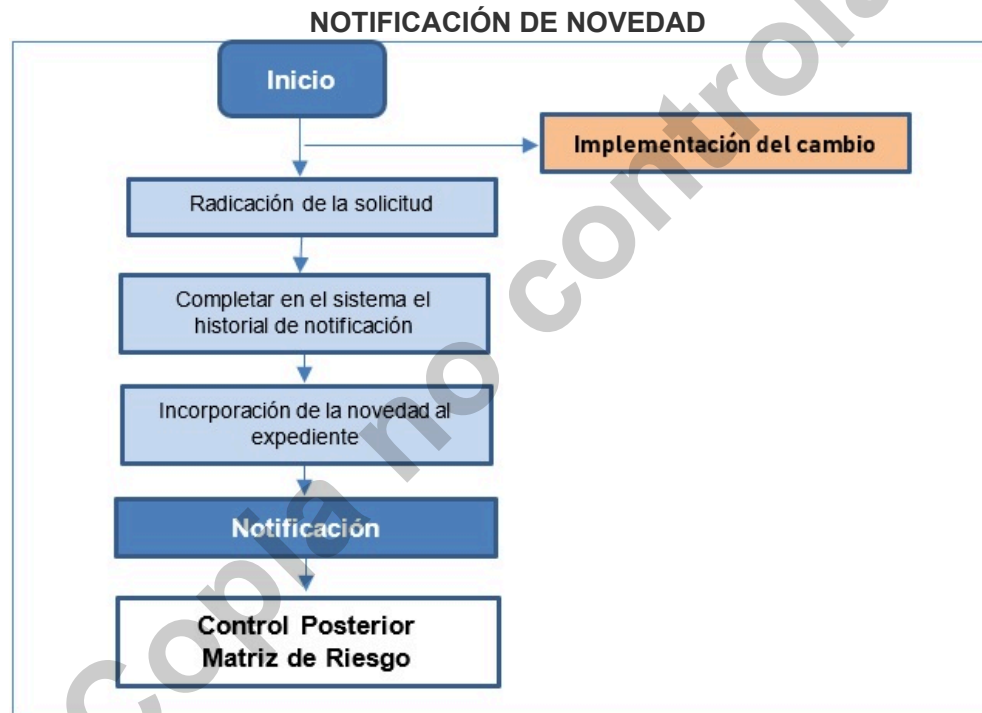 NOTIFICACIÓN DE NOVEDAD
Inicio
Implementación del cambio
Radicación de la solicitud
Completar en el sistema el
historial de notificación
Incorporación de la novedad al
expediente
Notificación
Control Posterior
Matriz de Riesgo
Copia no controla